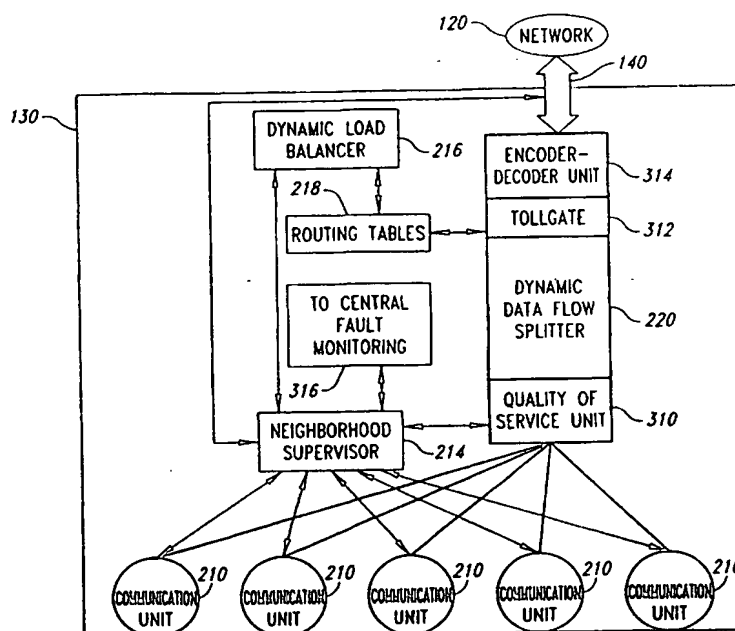 120
NETWORK
140
130
DYNAMIC LOAD
BALANCER
216
ENCODER-
DECODER UNIT
314
218
TOLLGATE
312
ROUTING TABLES
DYNAMIC
DATA FLOW
SPLITTER
220
TO CENTRAL
FAULT
MONITORING
316
QUALITY OF
SERVICE UNIT
310
NEIGHBORHOOD
SUPERVISOR
214
210
210
210
210
210
COMMUNICATION
UNIT
COMMUNICATION
UNIT
COMMUNICATION
UNIT
COMMUNICATION
UNIT
COMMUNICATION
UNIT